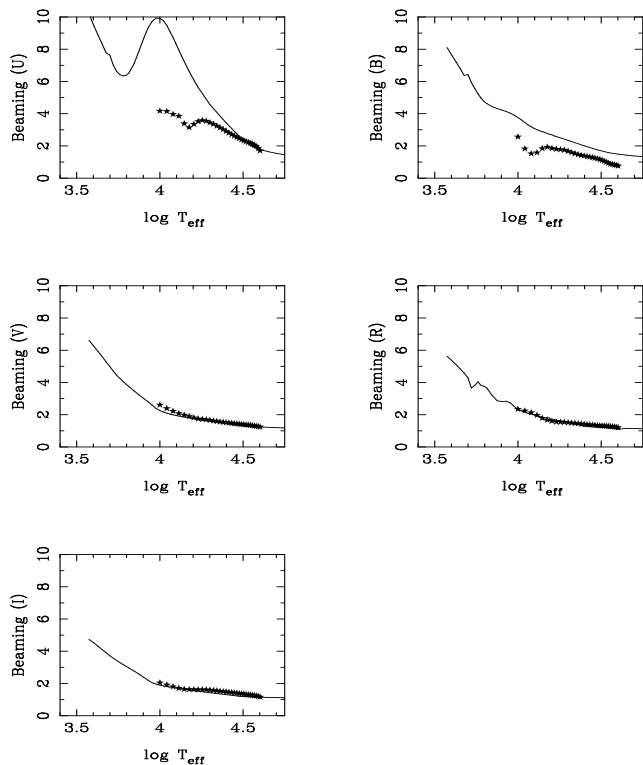 Beaming (U)
0 2 4 6 8 10
3.5 4 4.5
log T_eff
Beaming (B)
0 2 4 6 8 10
3.5 4 4.5
log T_eff
Beaming (V)
0 2 4 6 8 10
3.5 4 4.5
log T_eff
Beaming (R)
0 2 4 6 8 10
3.5 4 4.5
log T_eff
Beaming (I)
0 2 4 6 8 10
3.5 4 4.5
log T_eff